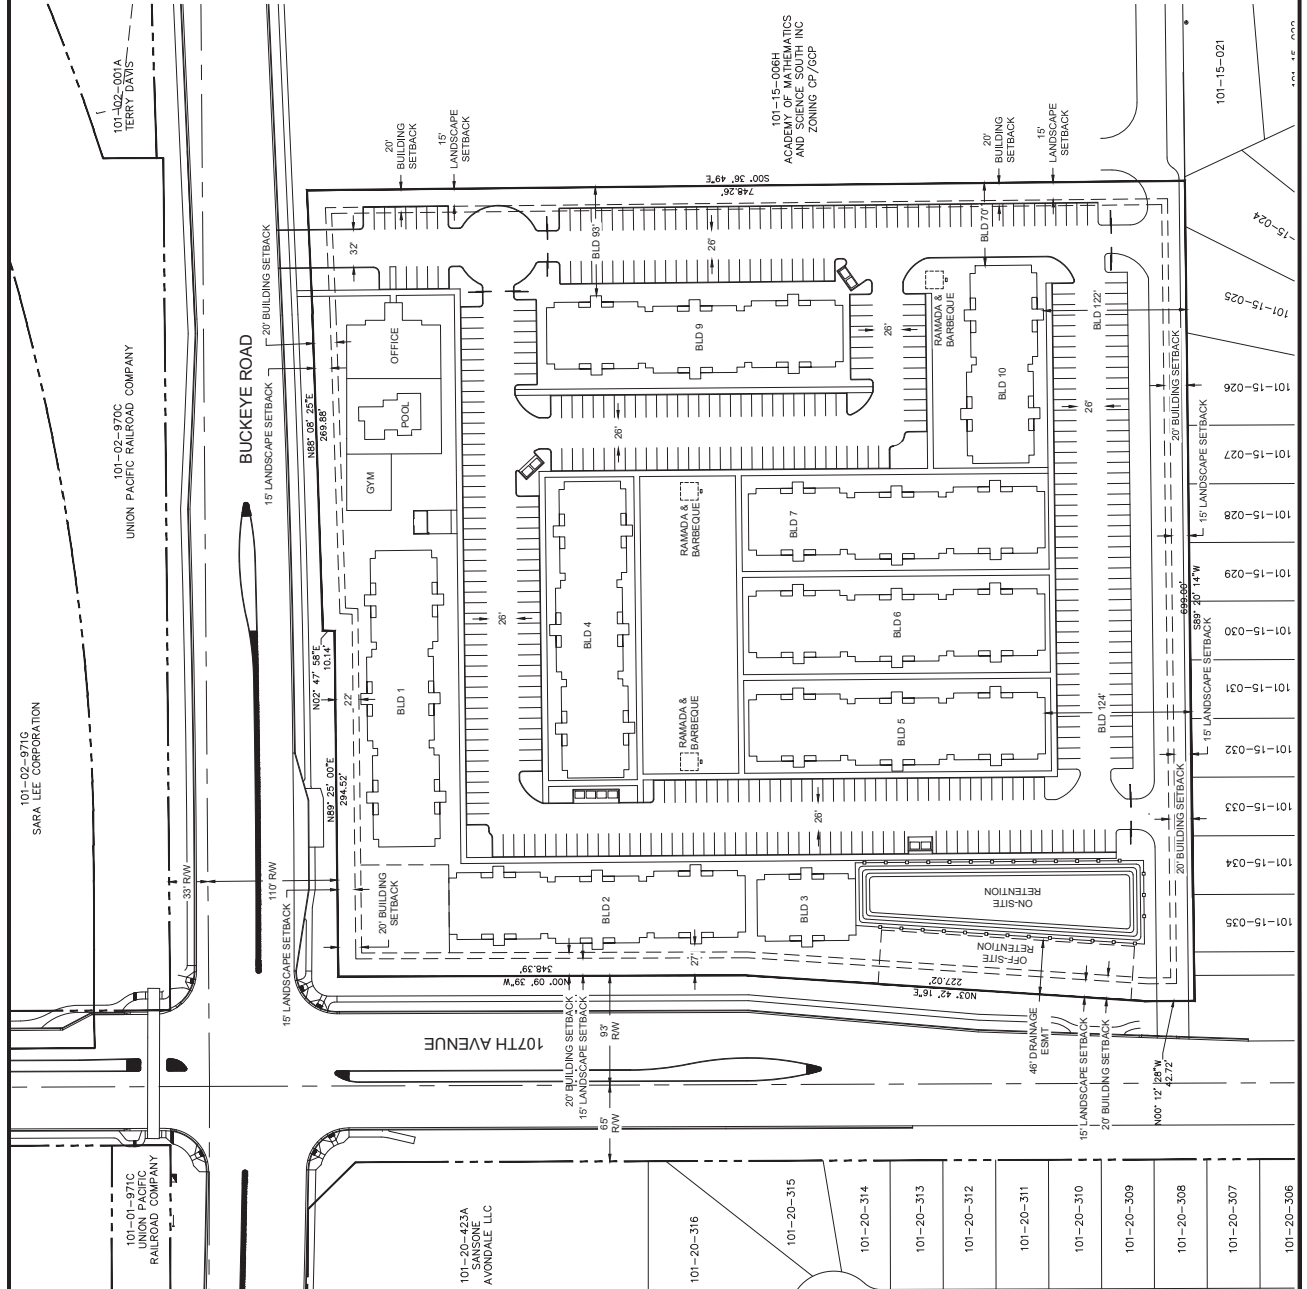 101-02-001A
TERRY DAVIS
101-02-970C
UNION PACIFIC RAILROAD COMPANY
101-02-971G
SARA LEE CORPORATION
101-01-971C
UNION PACIFIC
RAILROAD COMPANY
BUCKEYE ROAD
20' BUILDING SETBACK
15' LANDSCAPE SETBACK
N88° 08' 25"E
269.88'
N02° 47' 58"E
10.14'
N89° 25' 00"E
294.52'
22'
33' R/W
110' R/W
15' LANDSCAPE SETBACK
20' BUILDING
SETBACK
20'
BUILDING
SETBACK
15'
LANDSCAPE
SETBACK
101-15-006H
ACADEMY OF MATHEMATICS
AND SCIENCE SOUTH INC
ZONING CP/GCP
20'
BUILDING
SETBACK
15'
LANDSCAPE
SETBACK
S00° 36' 49"E
748.26'
32'
BLD 93'
26'
BLD 70'
OFFICE
POOL
GYM
BLD 9
26'
RAMADA &
BARBEQUE
BLD 10
BLD 122'
26'
26'
RAMADA &
BARBEQUE
BLD 7
BLD 6
BLD 5
BLD 4
26'
BLD 1
RAMADA &
BARBEQUE
BLD 124'
26'
BLD 2
BLD 3
27'
ON-SITE
RETENTION
OFF-SITE
RETENTION
N00° 09' 39"W
348.39'
N03° 42' 16"E
227.02'
46' DRAINAGE
ESMT
N00° 12' 28"W
42.72'
20' BUILDING SETBACK
15' LANDSCAPE SETBACK
15' LANDSCAPE SETBACK
20' BUILDING SETBACK
107TH AVENUE
93'
R/W
65'
R/W
20' BUILDING SETBACK
15' LANDSCAPE SETBACK
699.00'
S89° 20' 14"W
15' LANDSCAPE SETBACK
15' LANDSCAPE SETBACK
20' BUILDING SETBACK
20' BUILDING SETBACK
101-15-021
-15-024
101-15-025
101-15-026
101-15-027
101-15-028
101-15-029
101-15-030
101-15-031
101-15-032
101-15-033
101-15-034
101-15-035
101-20-423A
SANSONE
AVONDALE LLC
101-20-316
101-20-315
101-20-314
101-20-313
101-20-312
101-20-311
101-20-310
101-20-309
101-20-308
101-20-307
101-20-306